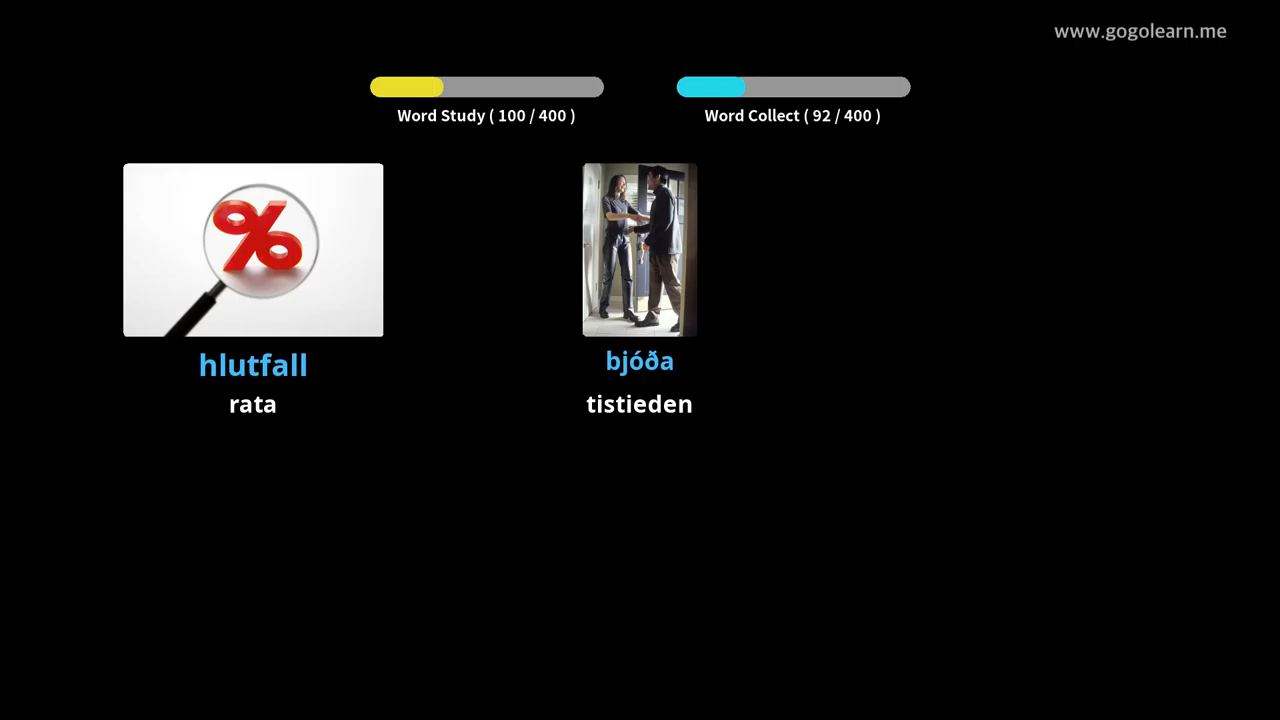 www.gogolearn.me
Word Study ( 100 / 400 )
Word Collect ( 92 / 400 )
%
hlutfall
bjóða
rata
tistieden